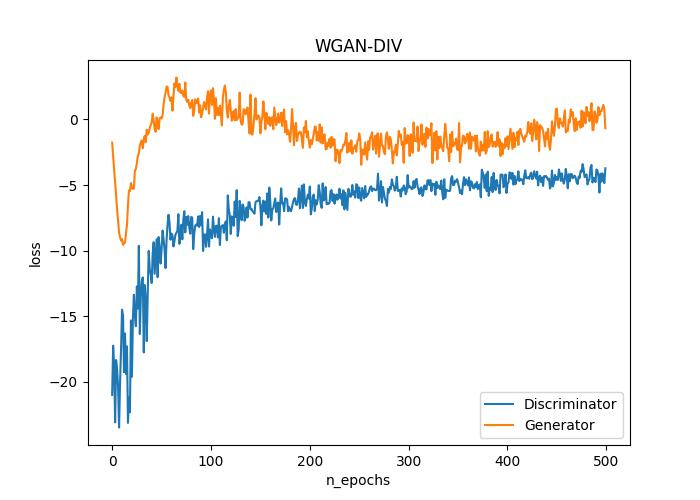 WGAN-DIV
loss
0
−5
−10
−15
−20
0 100 200 300 400 500
n_epochs
Discriminator
Generator